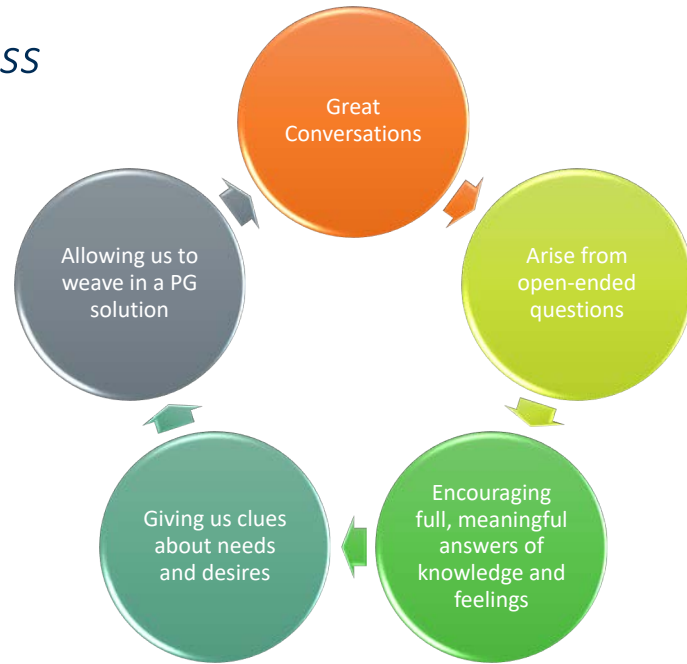 ss
Great
Conversations
Arise from
open-ended
questions
Encouraging
full, meaningful
answers of
knowledge and
feelings
Giving us clues
about needs
and desires
Allowing us to
weave in a PG
solution